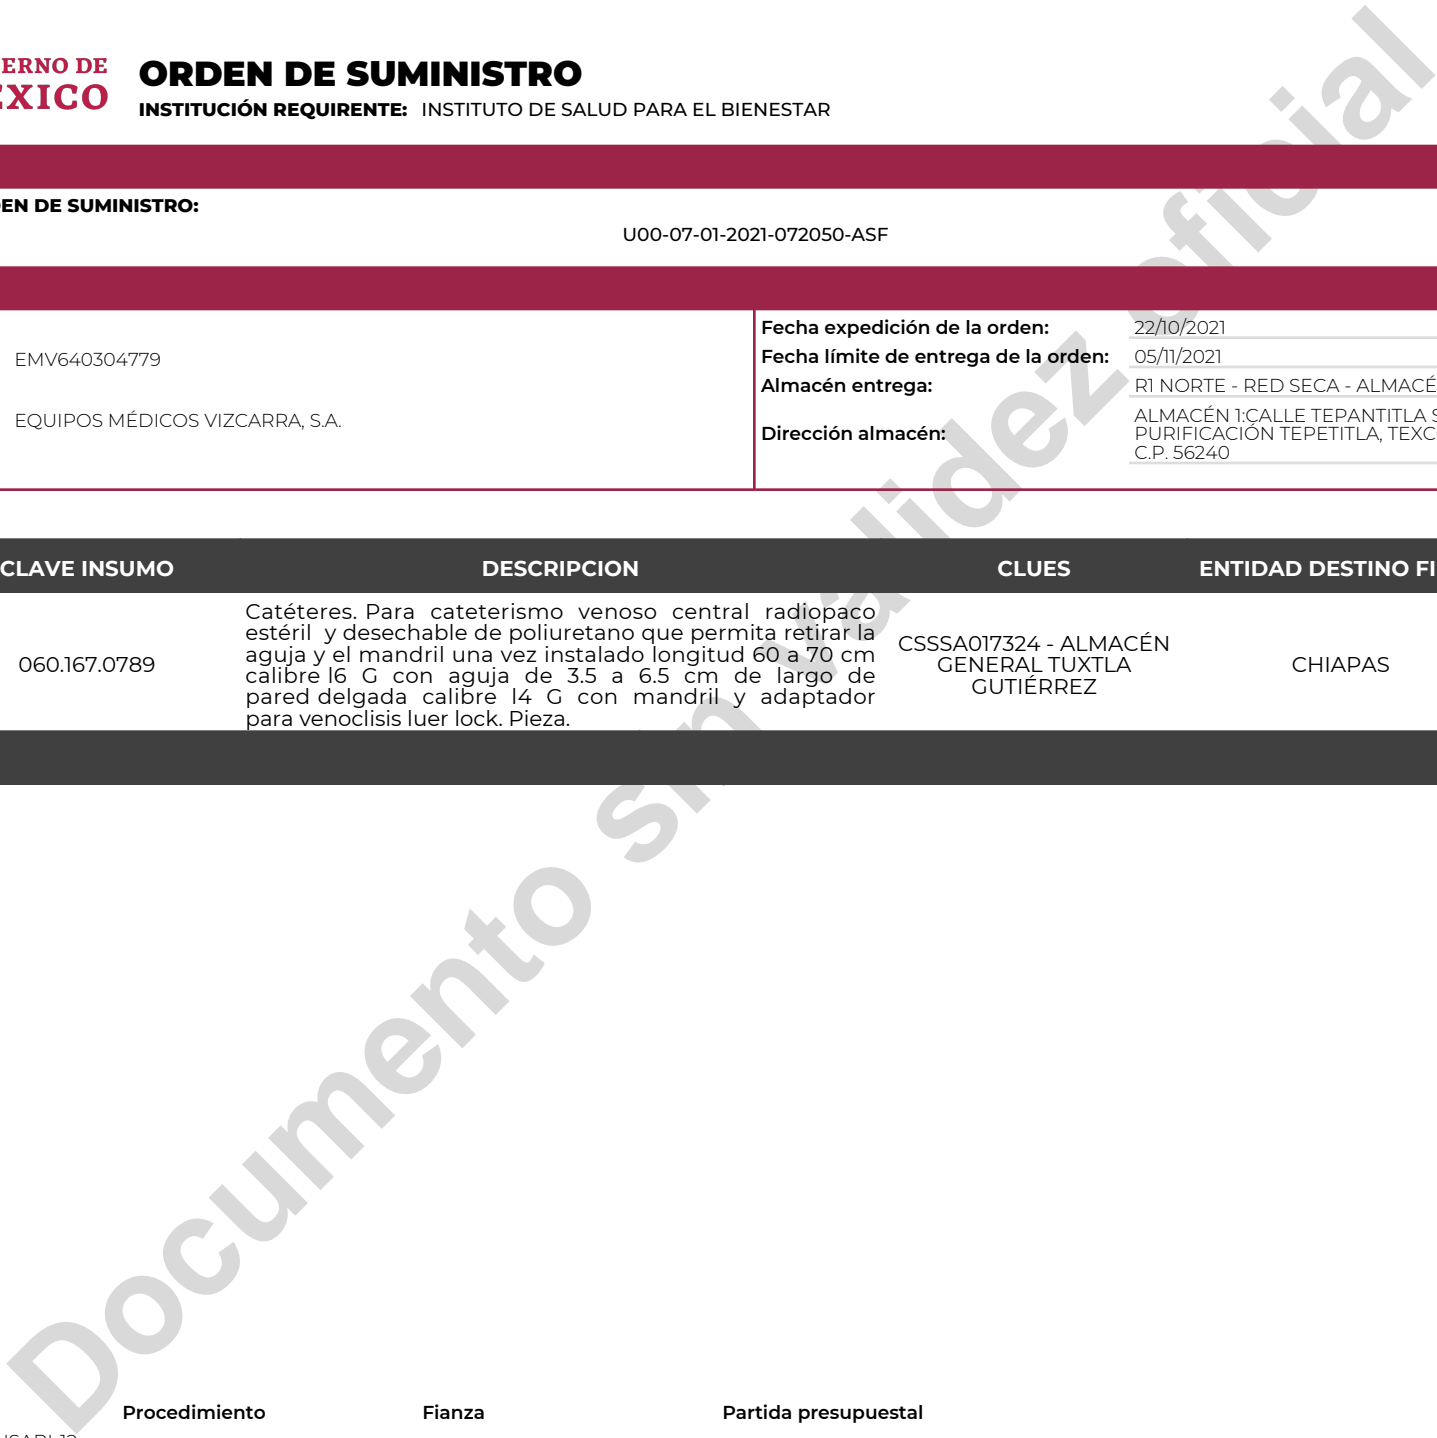 ERNO DE
EXICO
ORDEN DE SUMINISTRO
INSTITUCIÓN REQUIRENTE: INSTITUTO DE SALUD PARA EL BIENESTAR
EN DE SUMINISTRO:
U00-07-01-2021-072050-ASF
EMV640304779
EQUIPOS MÉDICOS VIZCARRA, S.A.
Fecha expedición de la orden: 22/10/2021
Fecha límite de entrega de la orden: 05/11/2021
Almacén entrega: R1 NORTE - RED SECA - ALMACÉ
Dirección almacén: ALMACÉN 1:CALLE TEPANTITLA S
PURIFICACIÓN TEPETITLA, TEXC
C.P. 56240
CLAVE INSUMO DESCRIPCION CLUES ENTIDAD DESTINO FI
060.167.0789
Catéteres. Para cateterismo venoso central radiopaco
estéril y desechable de poliuretano que permita retirar la
aguja y el mandril una vez instalado longitud 60 a 70 cm
calibre l6 G con aguja de 3.5 a 6.5 cm de largo de
pared delgada calibre l4 G con mandril y adaptador
para venoclisis luer lock. Pieza.
CSSSA017324 - ALMACÉN
GENERAL TUXTLA
GUTIÉRREZ
CHIAPAS
Documento sin validez oficial
Procedimiento Fianza Partida presupuestal